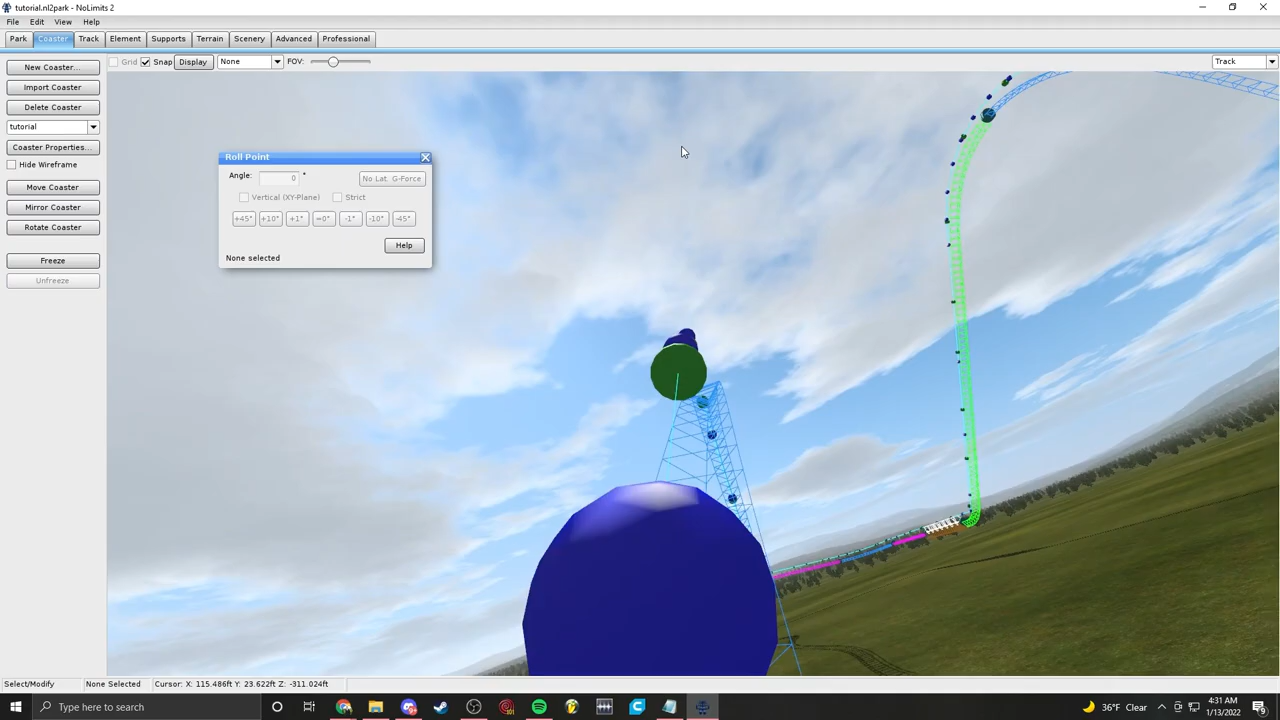 tutorial.nl2park - NoLimits 2
File Edit View Help
Park Coaster Track Element Supports Terrain Scenery Advanced Professional
New Coaster...
Import Coaster
Delete Coaster
tutorial
Coaster Properties...
Hide Wireframe
Move Coaster
Mirror Coaster
Rotate Coaster
Freeze
Unfreeze
Grid Snap Display None FOV: Track
Roll Point
Angle: 0 ° No Lat. G-Force
Vertical (XY-Plane) Strict
+45° +10° +1° =0° -1° -10° -45°
Help
None selected
Select/Modify None Selected Cursor: X: 115.486ft Y: 23.622ft Z: -311.024ft
Type here to search
36°F Clear
4:31 AM
1/13/2022